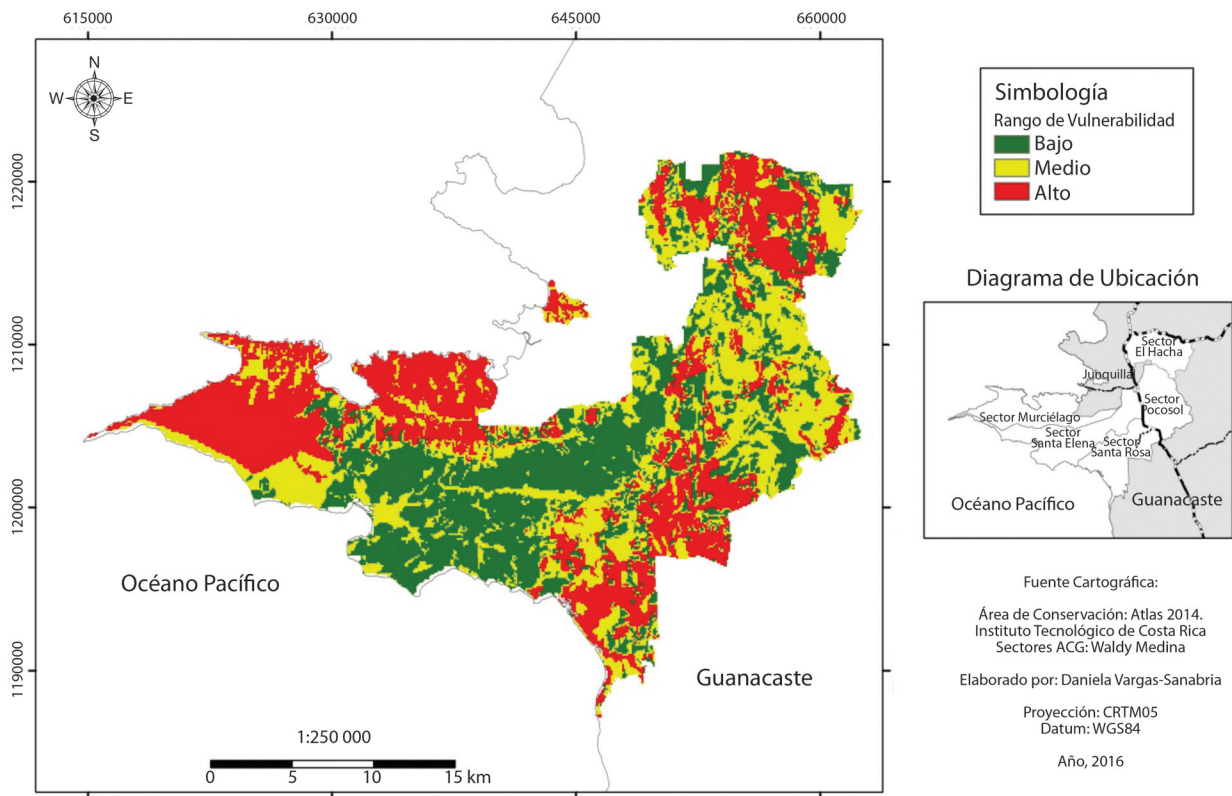 615000
630000
645000
660000
N
W
E
S
1220000
1210000
1200000
1190000
Océano Pacífico
Guanacaste
1:250 000
0
5
10
15 km
Simbología
Rango de Vulnerabilidad
Bajo
Medio
Alto
Diagrama de Ubicación
Sector
El Hacha
Junquillal
Sector
Pocosol
Sector Murciélago
Sector
Santa Elena
Sector
Santa Rosa
Océano Pacífico
Guanacaste
Fuente Cartográfica:
Área de Conservación: Atlas 2014.
Instituto Tecnológico de Costa Rica
Sectores ACG: Waldy Medina
Elaborado por: Daniela Vargas-Sanabria
Proyección: CRTM05
Datum: WGS84
Año, 2016